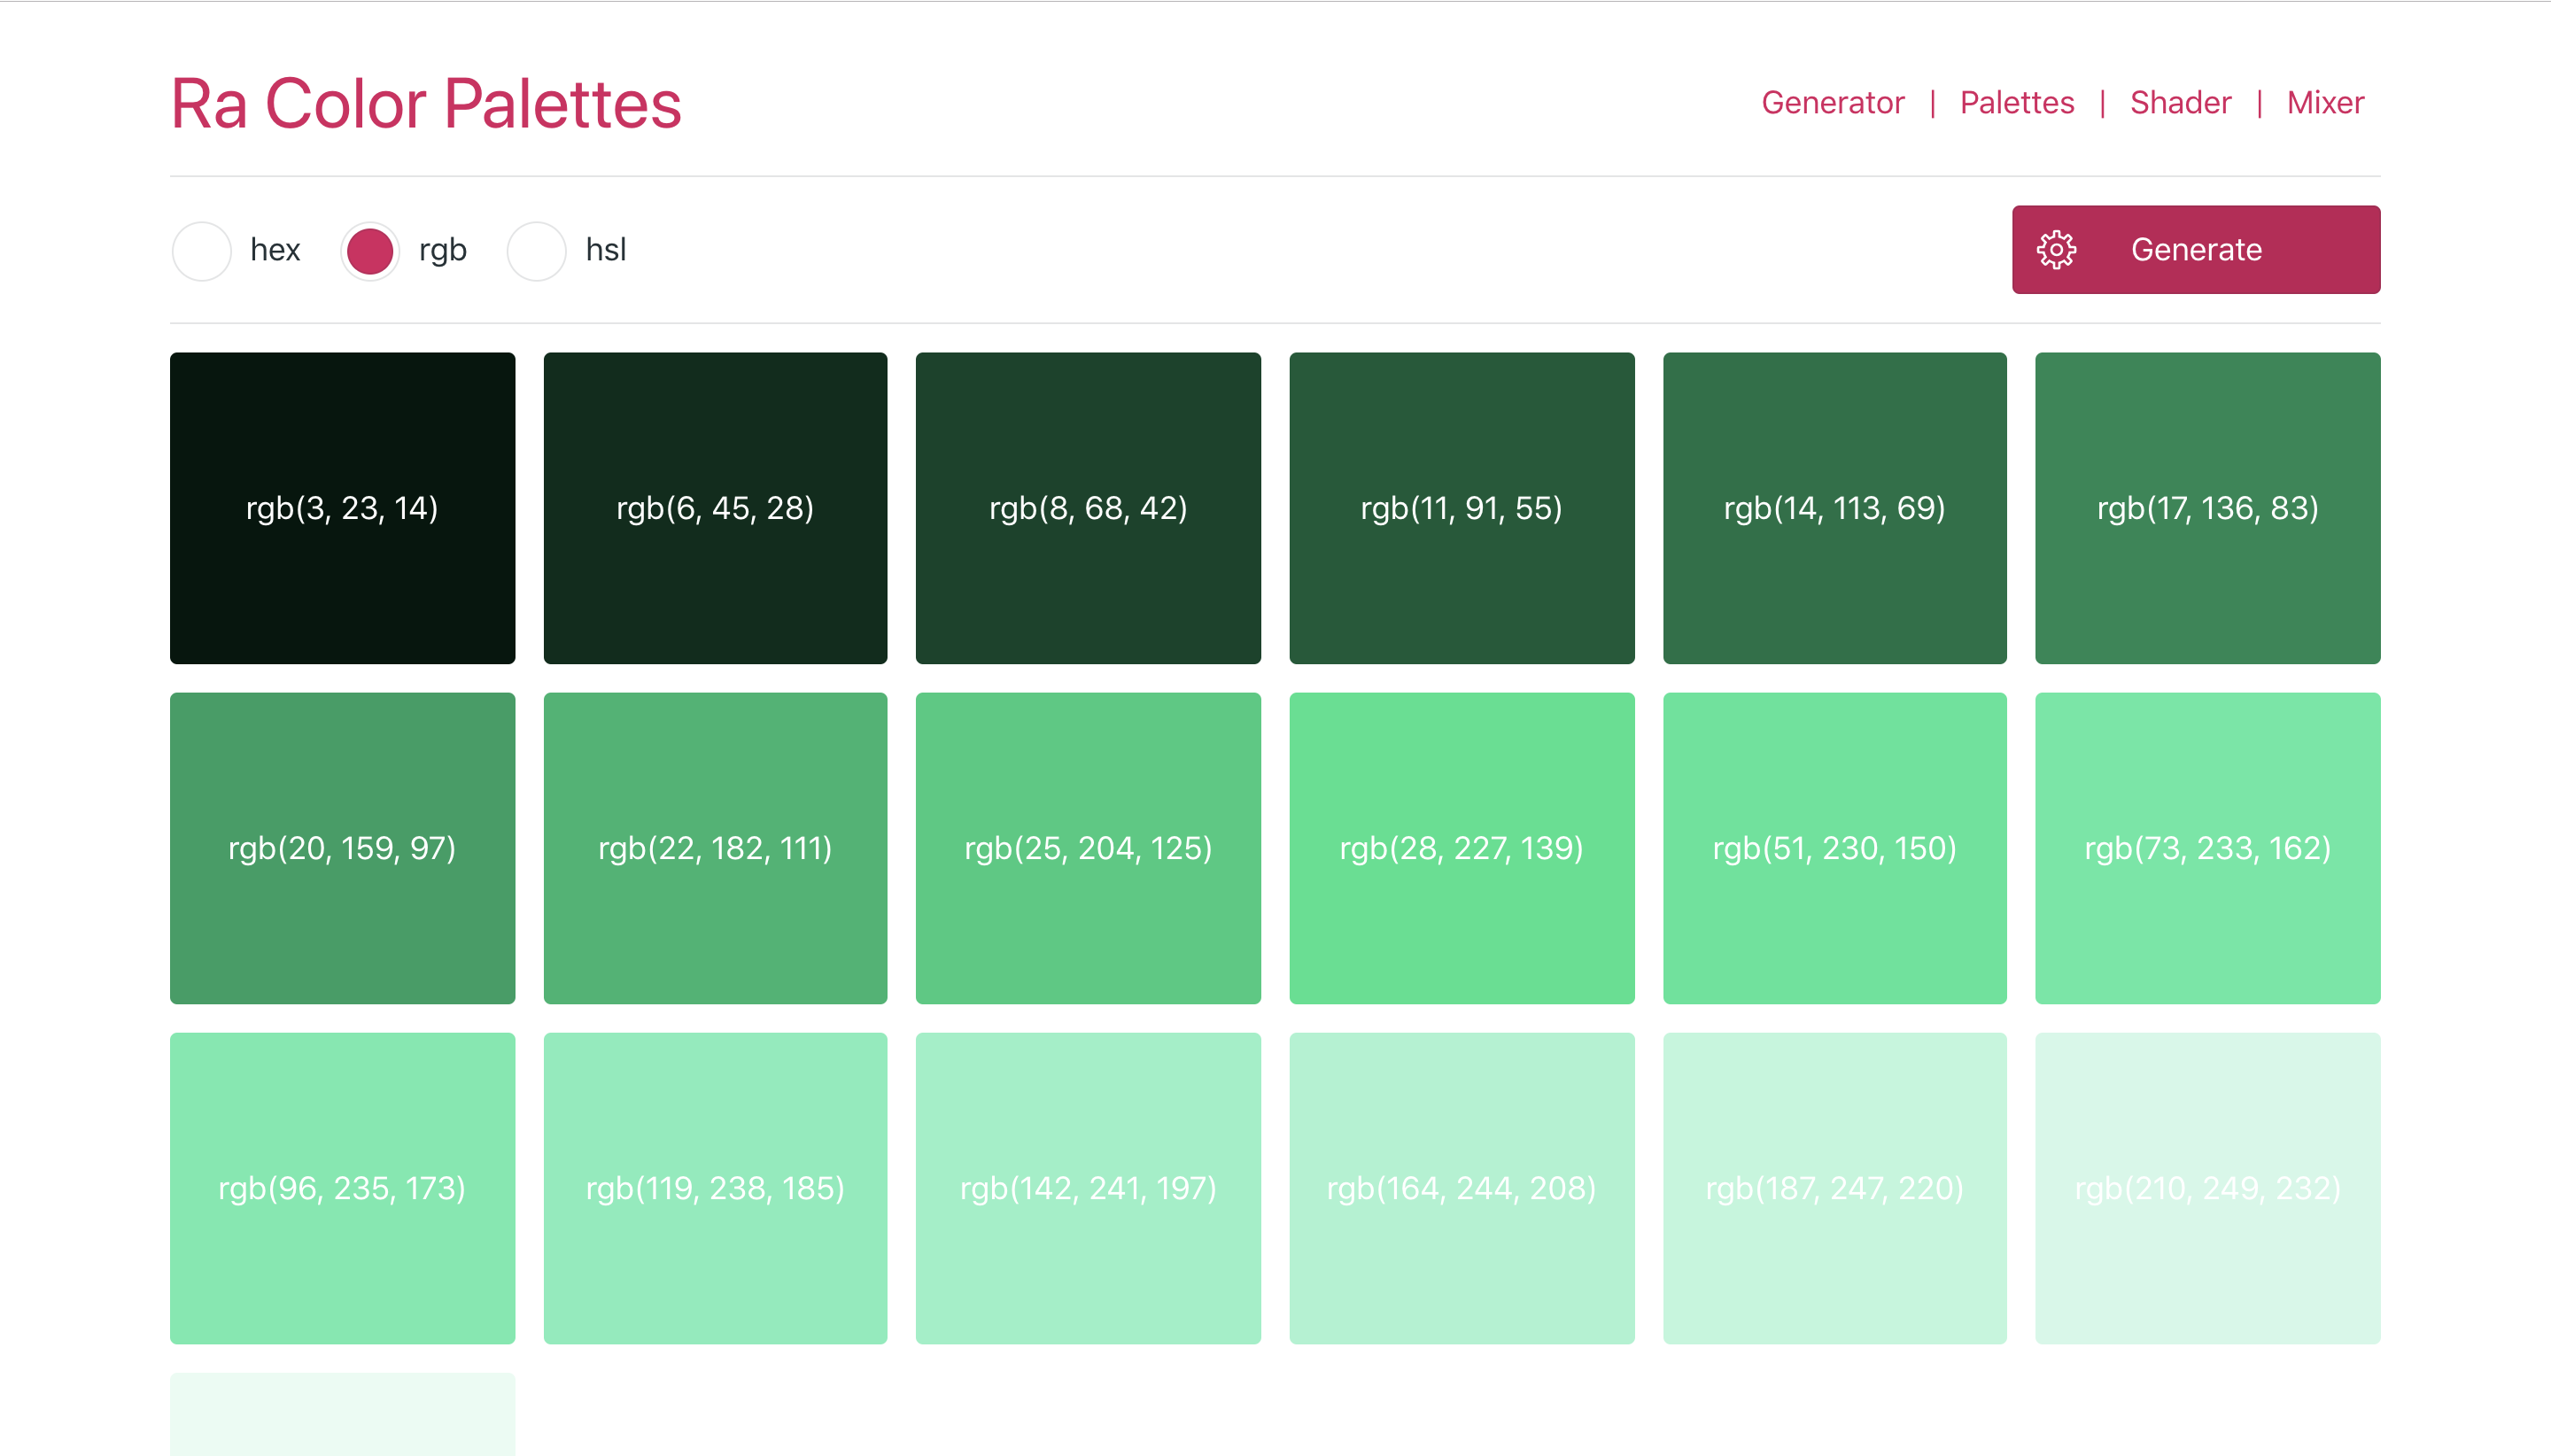 Ra Color Palettes
Generator | Palettes | Shader | Mixer
hex rgb hsl
Generate
rgb(3, 23, 14) rgb(6, 45, 28) rgb(8, 68, 42) rgb(11, 91, 55) rgb(14, 113, 69) rgb(17, 136, 83)
rgb(20, 159, 97) rgb(22, 182, 111) rgb(25, 204, 125) rgb(28, 227, 139) rgb(51, 230, 150) rgb(73, 233, 162)
rgb(96, 235, 173) rgb(119, 238, 185) rgb(142, 241, 197) rgb(164, 244, 208) rgb(187, 247, 220) rgb(210, 249, 232)